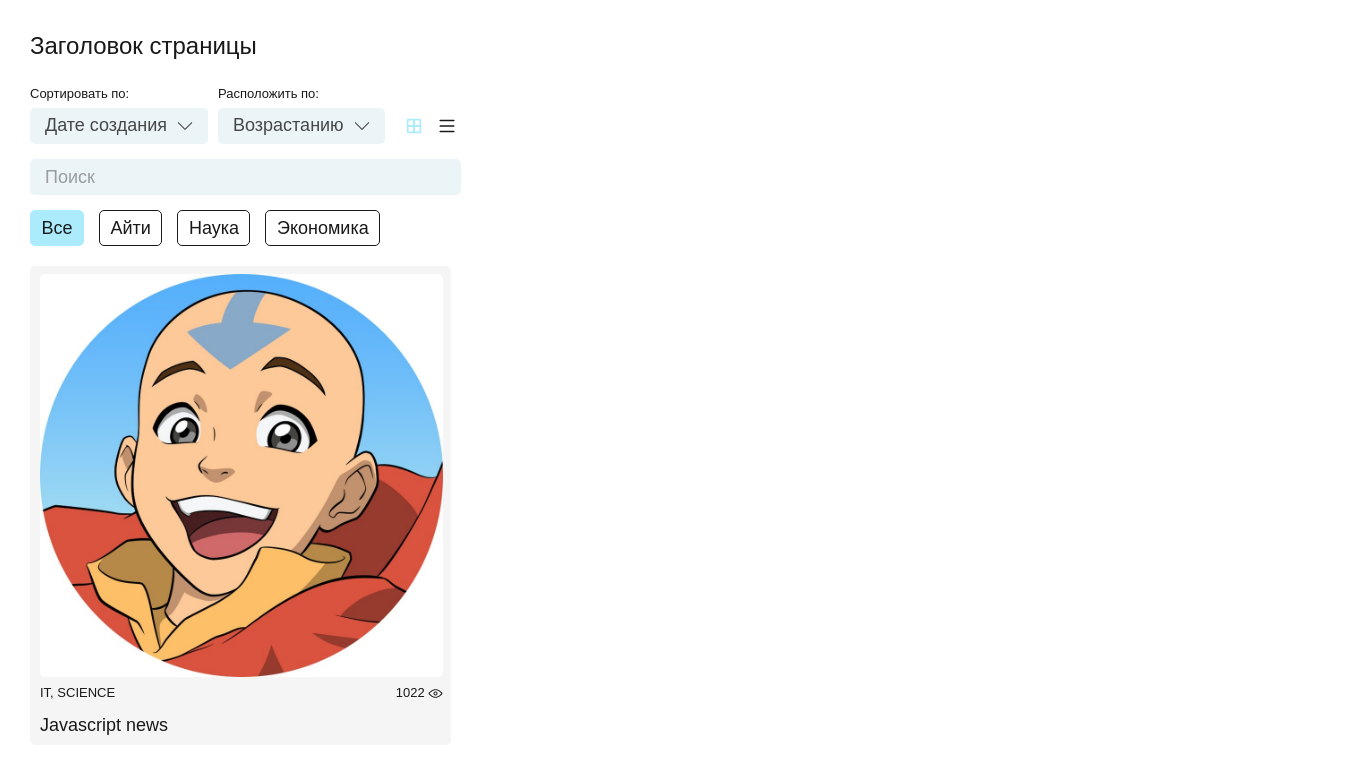 Заголовок страницы
Сортировать по: Расположить по:
Дате создания Возрастанию
Поиск
Все Айти Наука Экономика
IT, SCIENCE 1022
Javascript news